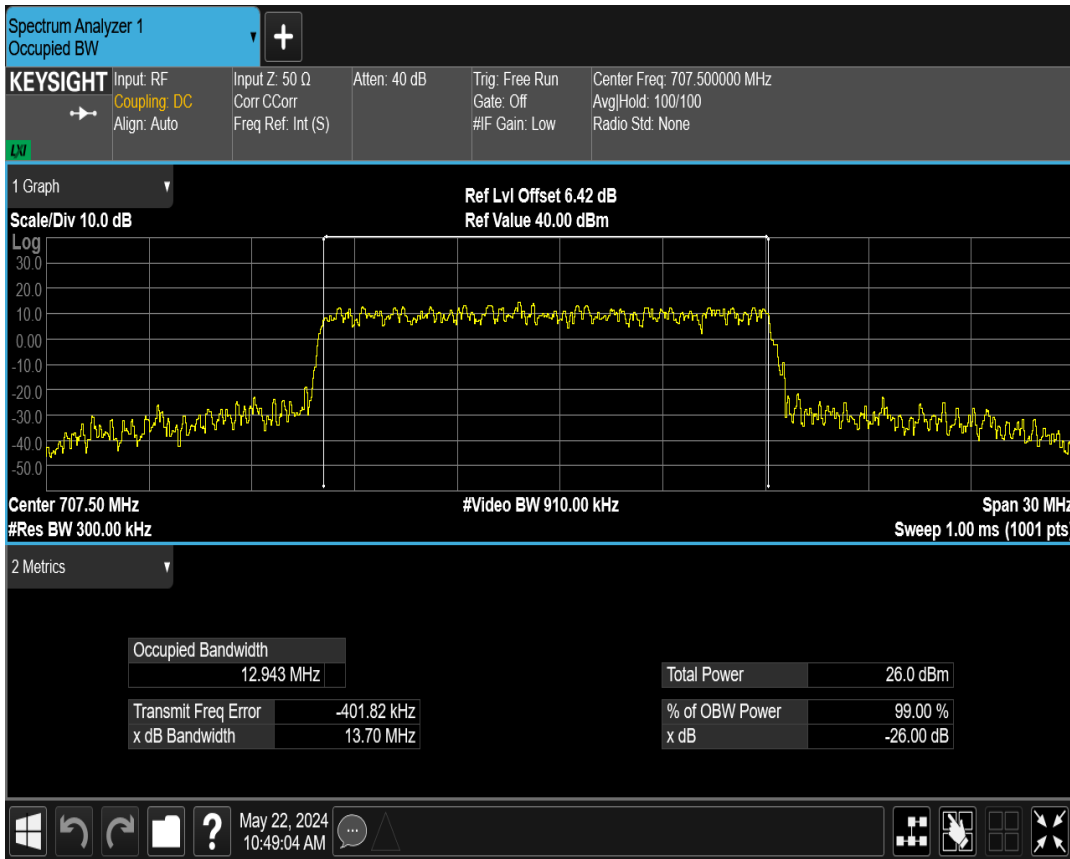 Spectrum Analyzer 1
Occupied BW
+
KEYSIGHT
LXI
Input: RF
Coupling: DC
Align: Auto
Input Z: 50 Ω
Corr CCorr
Freq Ref: Int (S)
Atten: 40 dB
Trig: Free Run
Gate: Off
#IF Gain: Low
Center Freq: 707.500000 MHz
Avg|Hold: 100/100
Radio Std: None
1 Graph
Ref Lvl Offset 6.42 dB
Scale/Div 10.0 dB
Ref Value 40.00 dBm
Log
30.0
20.0
10.0
0.00
-10.0
-20.0
-30.0
-40.0
-50.0
Center 707.50 MHz
#Video BW 910.00 kHz
Span 30 MHz
#Res BW 300.00 kHz
Sweep 1.00 ms (1001 pts)
2 Metrics
Occupied Bandwidth
12.943 MHz
Total Power 26.0 dBm
Transmit Freq Error -401.82 kHz
% of OBW Power 99.00 %
x dB Bandwidth 13.70 MHz
x dB -26.00 dB
?
May 22, 2024
10:49:04 AM